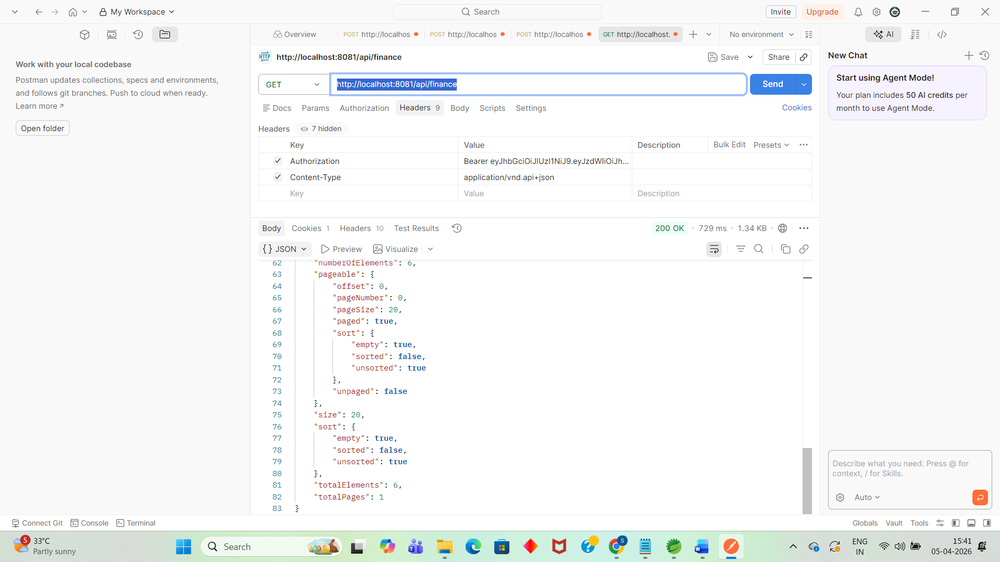 My Workspace
Search
Invite
Upgrade
Work with your local codebase
Postman updates collections, specs and environments,
and follows git branches. Push to cloud when ready.
Learn more ↗
Open folder
Overview
POST http://localhos
POST http://localhos
POST http://localhos
GET http://localhost:
No environment
HTTP http://localhost:8081/api/finance
Save
Share
GET
http://localhost:8081/api/finance
Send
Docs
Params
Authorization
Headers 9
Body
Scripts
Settings
Cookies
Headers
7 hidden
Key
Value
Description
Bulk Edit
Presets
Authorization
Bearer eyJhbGciOiJIUzI1NiJ9.eyJzdWIiOiJh...
Content-Type
application/vnd.api+json
Key
Value
Description
Body
Cookies 1
Headers 10
Test Results
200 OK
729 ms
1.34 KB
{} JSON
Preview
Visualize
62 "numberOfElements": 6,
63 "pageable": {
64 "offset": 0,
65 "pageNumber": 0,
66 "pageSize": 20,
67 "paged": true,
68 "sort": {
69 "empty": true,
70 "sorted": false,
71 "unsorted": true
72 },
73 "unpaged": false
74 },
75 "size": 20,
76 "sort": {
77 "empty": true,
78 "sorted": false,
79 "unsorted": true
80 },
81 "totalElements": 6,
82 "totalPages": 1
83 }
AI
New Chat
Start using Agent Mode!
Your plan includes 50 AI credits per
month to use Agent Mode.
Describe what you need. Press @ for
context, / for Skills.
Auto
Connect Git
Console
Terminal
Globals
Vault
Tools
5
33°C
Partly sunny
Search
S
ENG
IN
15:41
05-04-2026